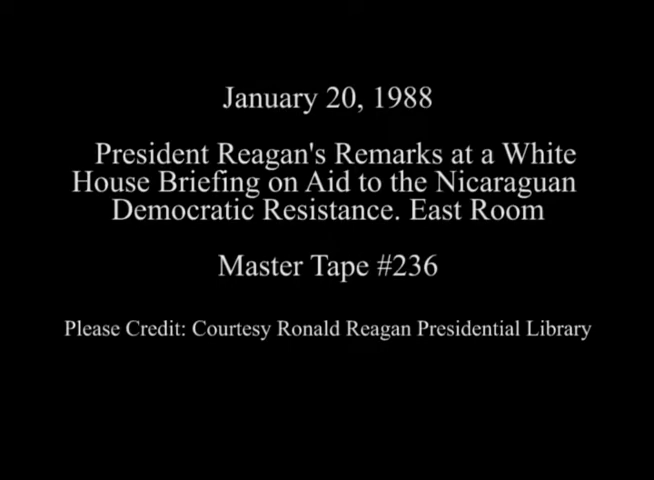 January 20, 1988
President Reagan's Remarks at a White
House Briefing on Aid to the Nicaraguan
Democratic Resistance. East Room
Master Tape #236
Please Credit: Courtesy Ronald Reagan Presidential Library